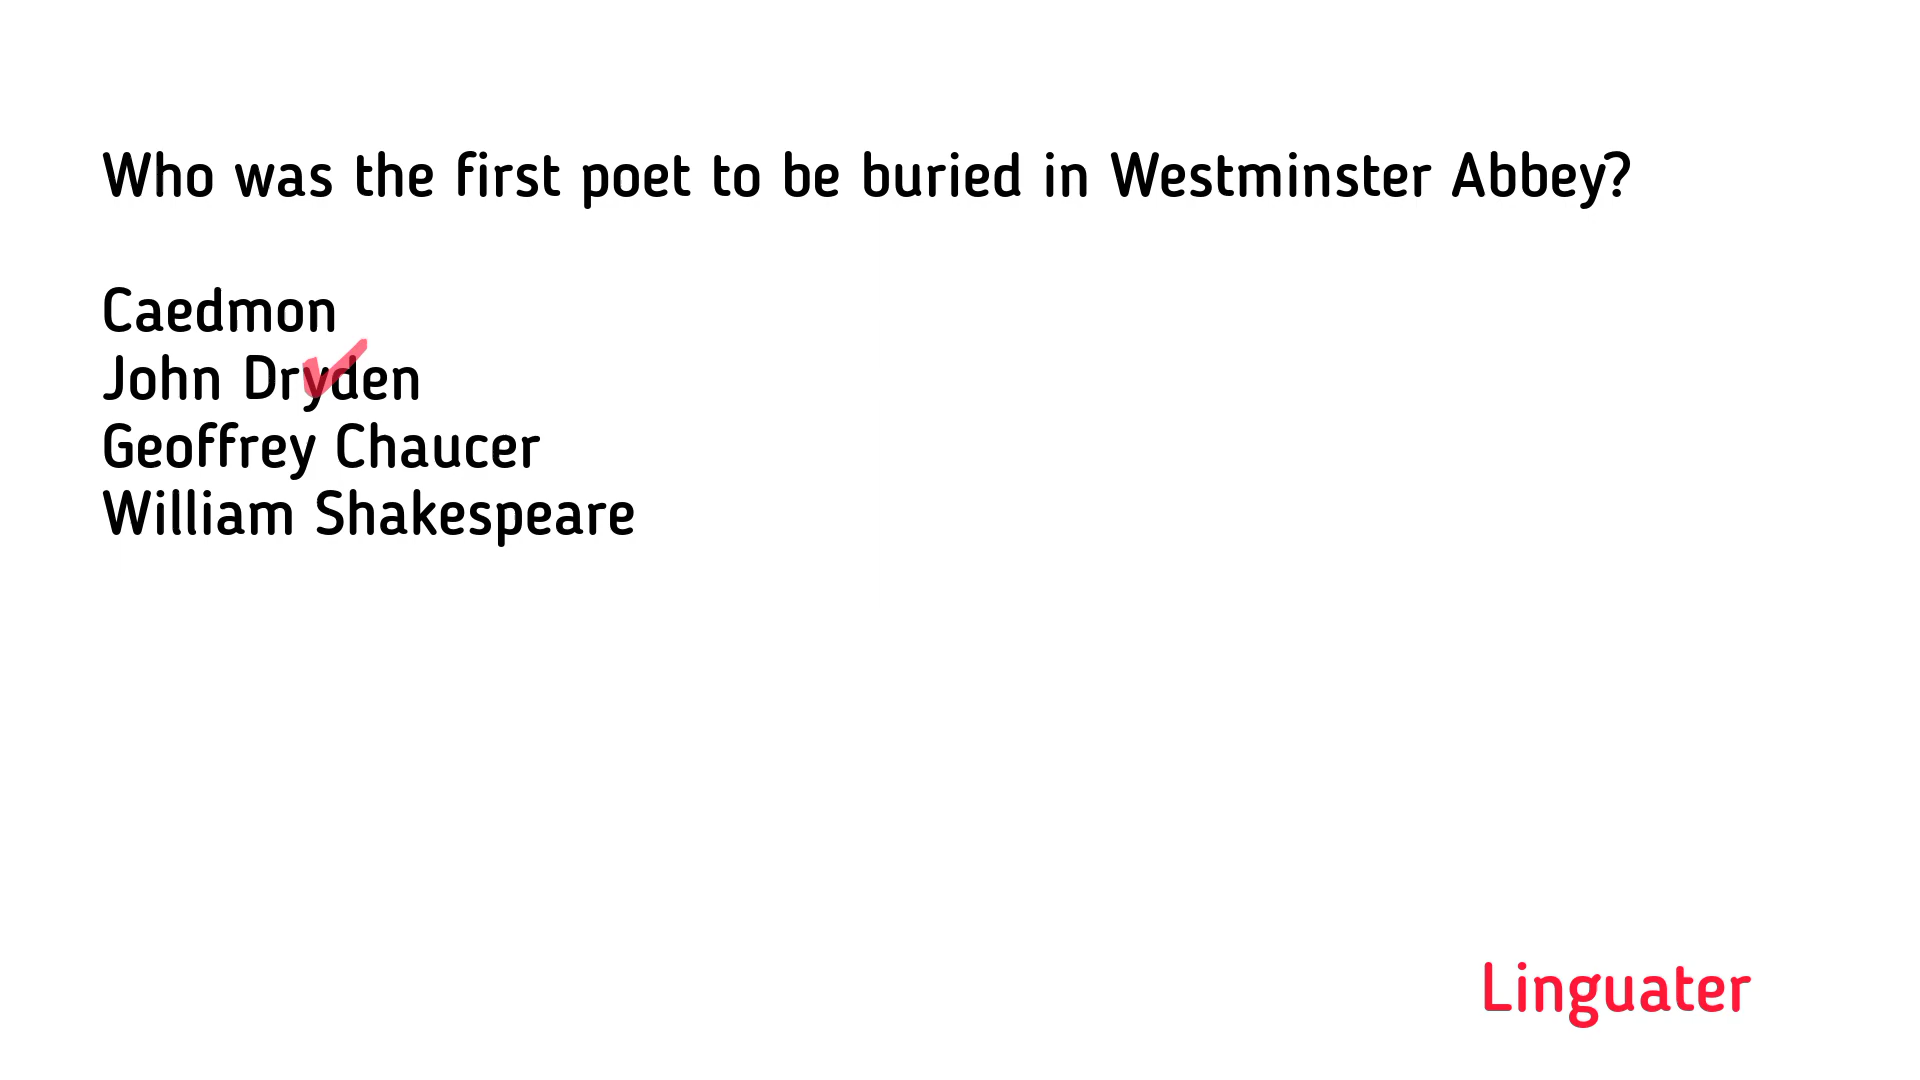 Who was the first poet to be buried in Westminster Abbey?
Caedmon
John Dryden
Geoffrey Chaucer
William Shakespeare
Linguater